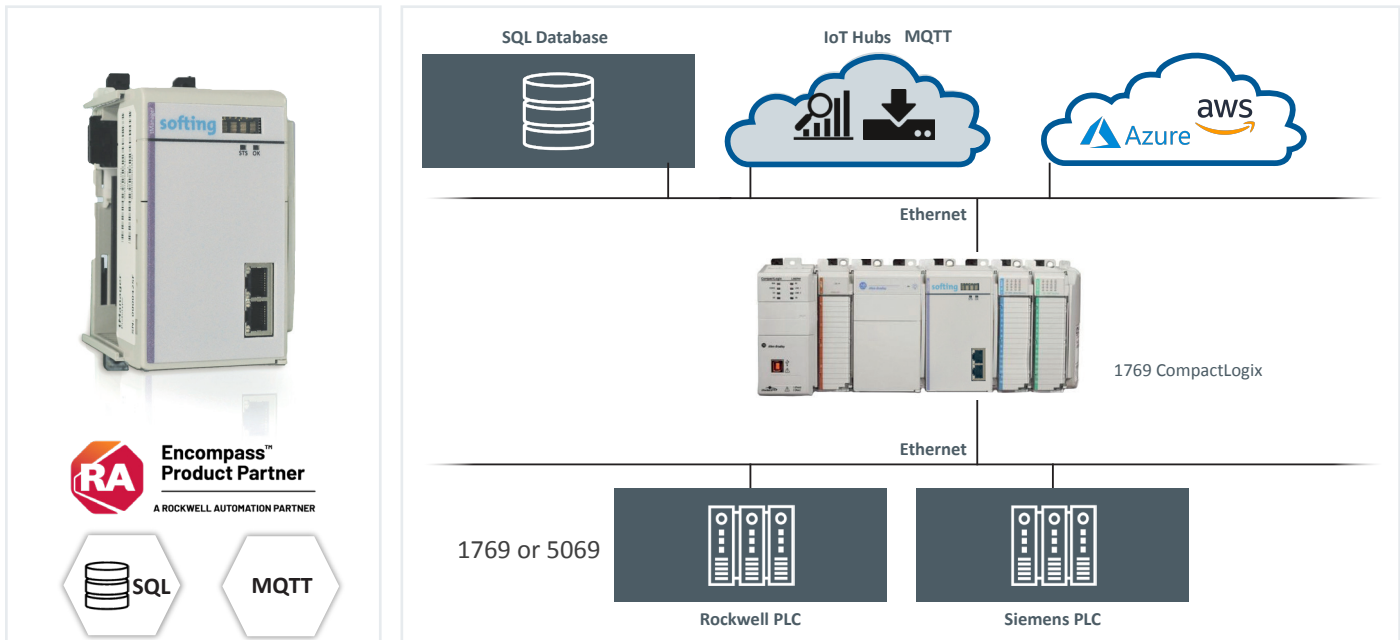 softing
STS OK
RA
Encompass™
Product Partner
A ROCKWELL AUTOMATION PARTNER
SQL
MQTT
SQL Database
IoT Hubs MQTT
Azure
aws
Ethernet
softing
1769 CompactLogix
Ethernet
1769 or 5069
Rockwell PLC
Siemens PLC